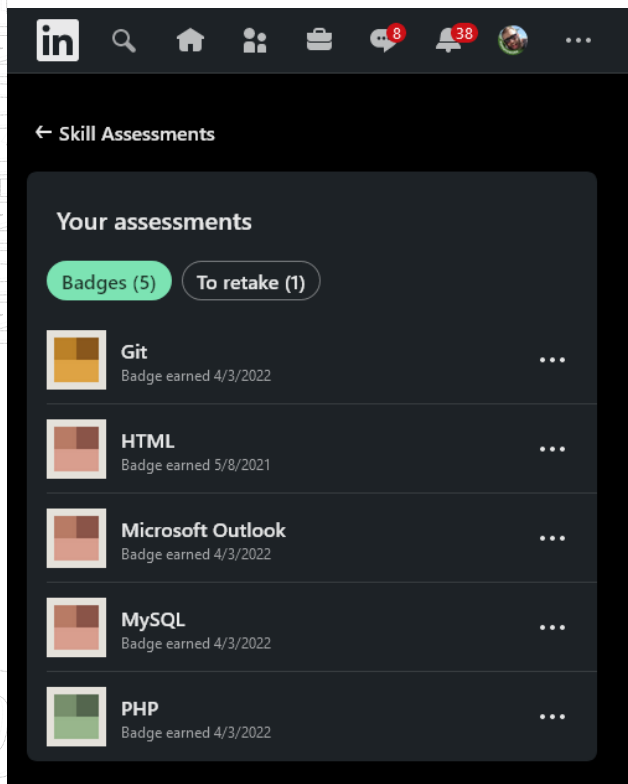 in
8
38
← Skill Assessments
Your assessments
Badges (5)
To retake (1)
Git
Badge earned 4/3/2022
HTML
Badge earned 5/8/2021
Microsoft Outlook
Badge earned 4/3/2022
MySQL
Badge earned 4/3/2022
PHP
Badge earned 4/3/2022